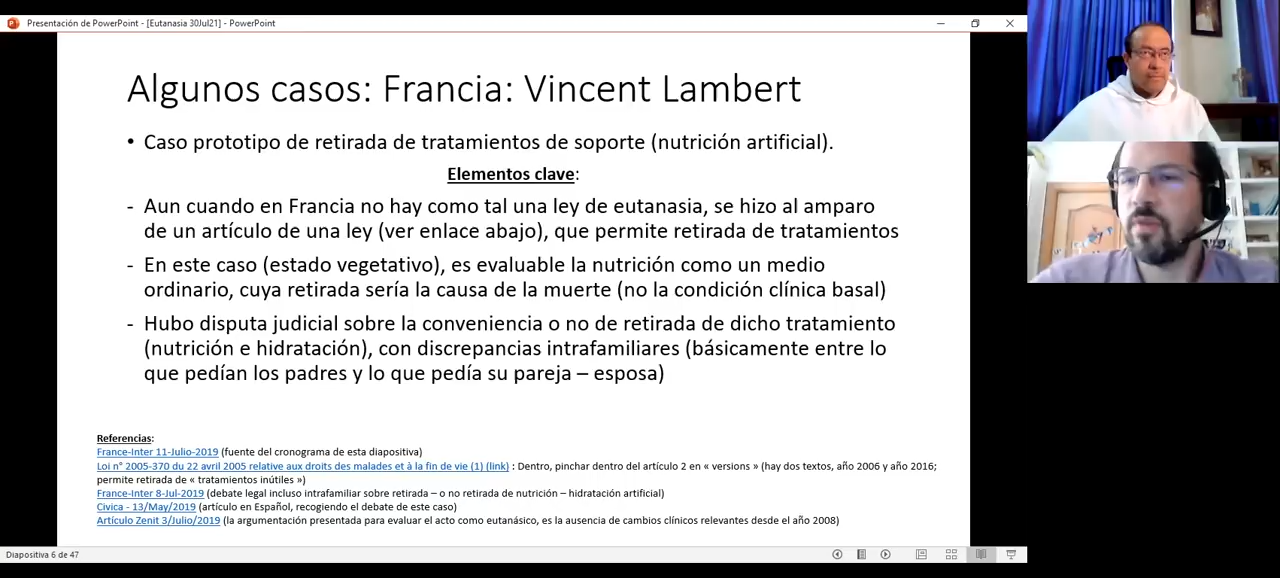 Presentación de PowerPoint - [Eutanasia 30Jul21] - PowerPoint
Algunos casos: Francia: Vincent Lambert
• Caso prototipo de retirada de tratamientos de soporte (nutrición artificial).
Elementos clave:
- Aun cuando en Francia no hay como tal una ley de eutanasia, se hizo al amparo
de un artículo de una ley (ver enlace abajo), que permite retirada de tratamientos
- En este caso (estado vegetativo), es evaluable la nutrición como un medio
ordinario, cuya retirada sería la causa de la muerte (no la condición clínica basal)
- Hubo disputa judicial sobre la conveniencia o no de retirada de dicho tratamiento
(nutrición e hidratación), con discrepancias intrafamiliares (básicamente entre lo
que pedían los padres y lo que pedía su pareja – esposa)
Referencias:
France-Inter 11-Julio-2019 (fuente del cronograma de esta diapositiva)
Loi n° 2005-370 du 22 avril 2005 relative aux droits des malades et à la fin de vie (1) (link) : Dentro, pinchar dentro del artículo 2 en « versions » (hay dos textos, año 2006 y año 2016;
permite retirada de « tratamientos inútiles »)
France-Inter 8-Jul-2019 (debate legal incluso intrafamiliar sobre retirada – o no retirada de nutrición – hidratación artificial)
Civica - 13/May/2019 (artículo en Español, recogiendo el debate de este caso)
Artículo Zenit 3/Julio/2019 (la argumentación presentada para evaluar el acto como eutanásico, es la ausencia de cambios clínicos relevantes desde el año 2008)
Diapositiva 6 de 47